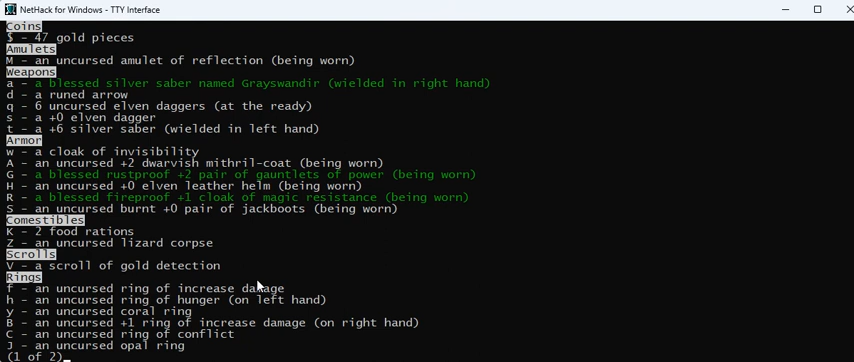 NetHack for Windows - TTY Interface
Coins
$ - 47 gold pieces
Amulets
M - an uncursed amulet of reflection (being worn)
Weapons
a - a blessed silver saber named Grayswandir (wielded in right hand)
d - a runed arrow
q - 6 uncursed elven daggers (at the ready)
s - a +0 elven dagger
t - a +6 silver saber (wielded in left hand)
Armor
w - a cloak of invisibility
A - an uncursed +2 dwarvish mithril-coat (being worn)
G - a blessed rustproof +2 pair of gauntlets of power (being worn)
H - an uncursed +0 elven leather helm (being worn)
R - a blessed fireproof +1 cloak of magic resistance (being worn)
S - an uncursed burnt +0 pair of jackboots (being worn)
Comestibles
K - 2 food rations
Z - an uncursed lizard corpse
Scrolls
V - a scroll of gold detection
Rings
f - an uncursed ring of increase damage
h - an uncursed ring of hunger (on left hand)
y - an uncursed coral ring
B - an uncursed +1 ring of increase damage (on right hand)
C - an uncursed ring of conflict
J - an uncursed opal ring
(1 of 2)